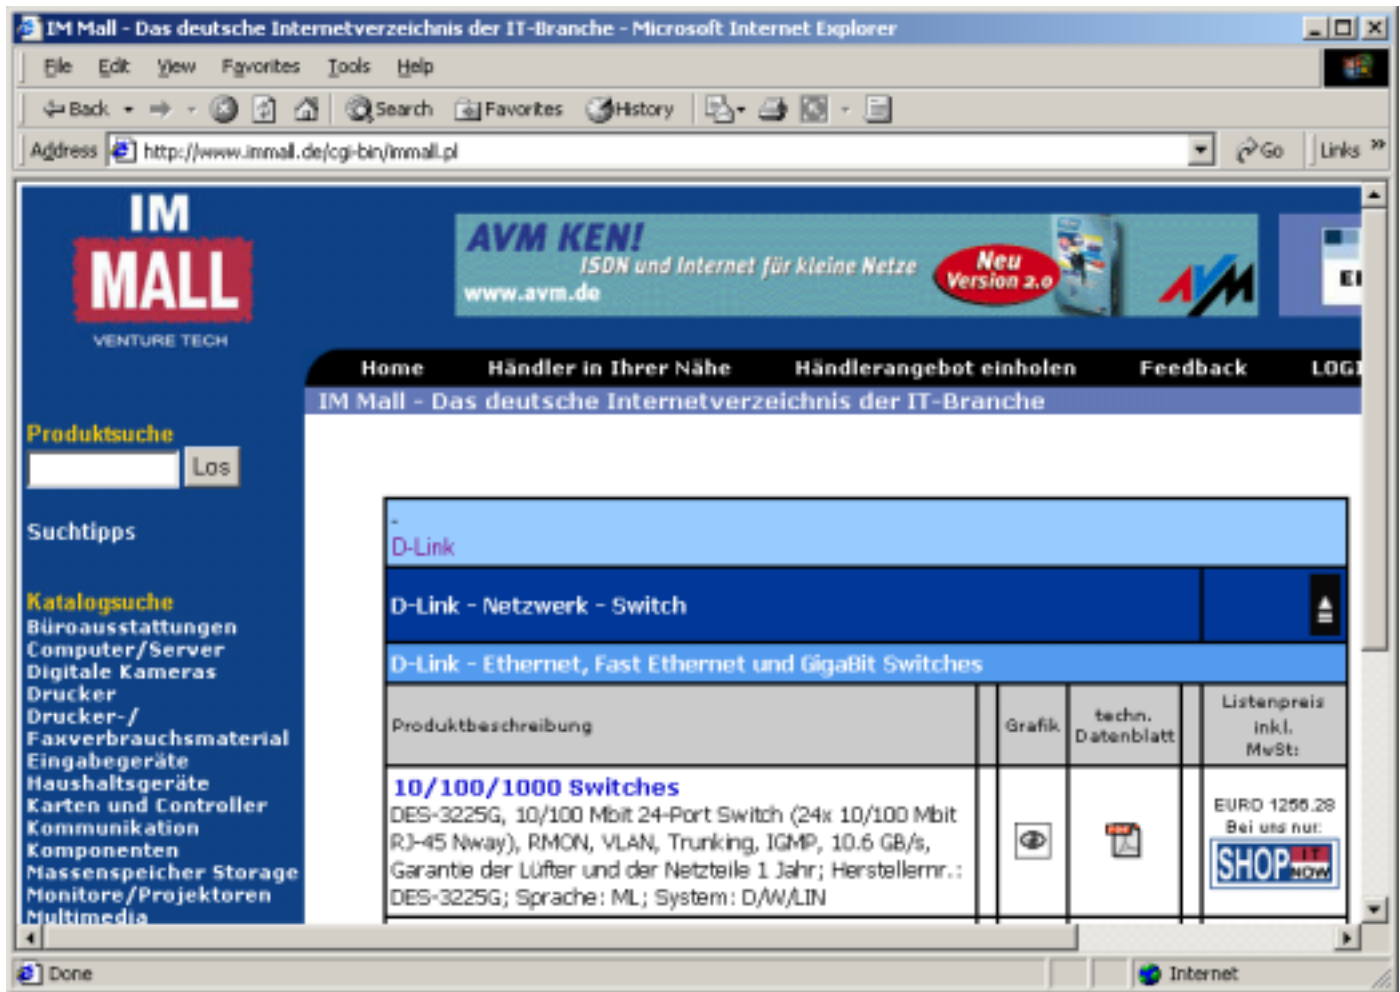 IM Mall - Das deutsche Internetverzeichnis der IT-Branche - Microsoft Internet Explorer
File Edit View Favorites Tools Help
Back Search Favorites History
Address http://www.immall.de/cgi-bin/immall.pl Go Links »
IM
MALL
VENTURE TECH
AVM KEN!
ISDN und Internet für kleine Netze
www.avm.de
Neu
Version 2.0
AVM
Home Händler in Ihrer Nähe Händlerangebot einholen Feedback LOGI
IM Mall - Das deutsche Internetverzeichnis der IT-Branche
Produktsuche
Los
Suchtipps
Katalogsuche
Büroausstattungen
Computer/Server
Digitale Kameras
Drucker
Drucker-/
Faxverbrauchsmaterial
Eingabegeräte
Haushaltsgeräte
Karten und Controller
Kommunikation
Komponenten
Massenspeicher Storage
Monitore/Projektoren
Multimedia
-
D-Link
D-Link - Netzwerk - Switch
D-Link - Ethernet, Fast Ethernet und GigaBit Switches
Produktbeschreibung
Grafik
techn.
Datenblatt
Listenpreis
inkl.
MwSt:
10/100/1000 Switches
DES-3225G, 10/100 Mbit 24-Port Switch (24x 10/100 Mbit
RJ-45 Nway), RMON, VLAN, Trunking, IGMP, 10.6 GB/s,
Garantie der Lüfter und der Netzteile 1 Jahr; Herstellernr.:
DES-3225G; Sprache: ML; System: D/W/LIN
Bei uns nur:
SHOP IT
NOW
Done
Internet